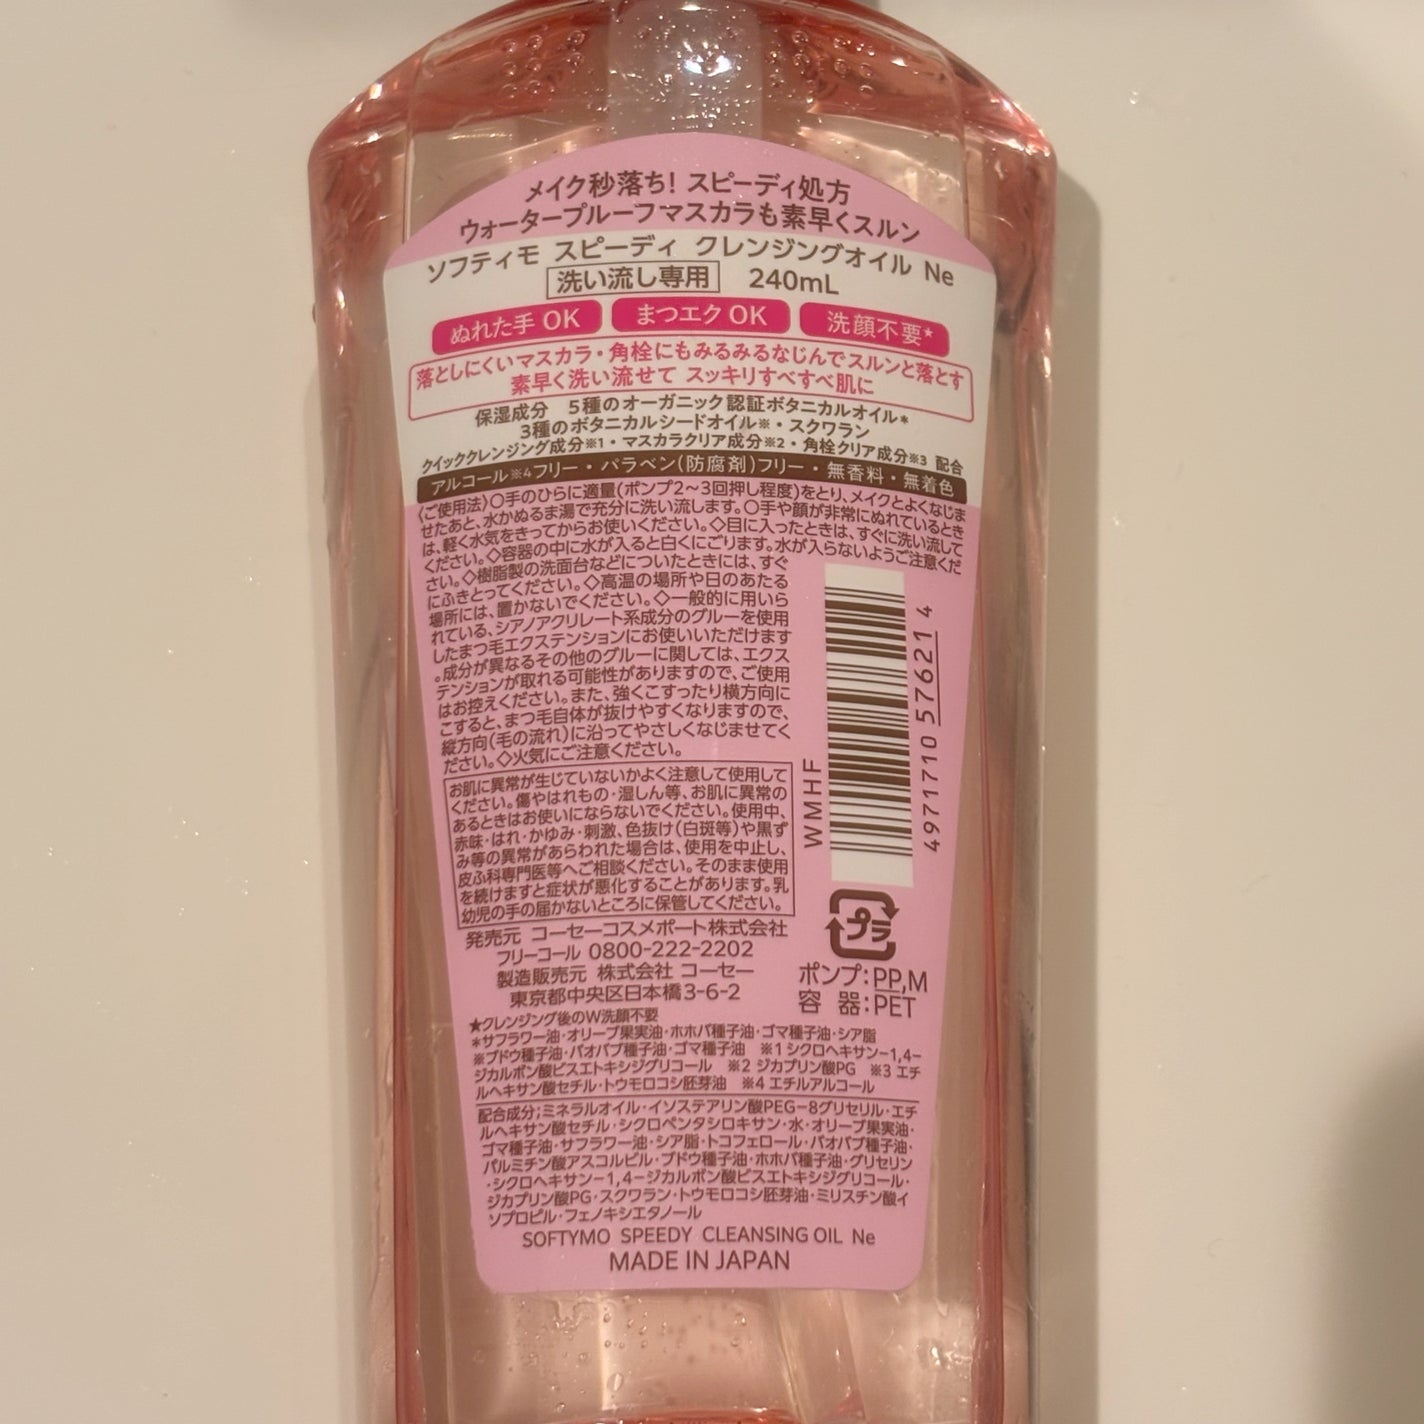 メイク秒落ち! スピーディ処方
ウォータープルーフマスカラも素早くスルン
ソフティモ スピーディ クレンジングオイル Ne
洗い流し専用 240mL
ぬれた手 OK まつエク OK 洗顔不要*
落としにくいマスカラ・角栓にもみるみるなじんでスルンと落とす
素早く洗い流せて スッキリすべすべ肌に
保湿成分 5種のオーガニック認証ボタニカルオイル*
3種のボタニカルシードオイル※・スクワラン
クイッククレンジング成分※1・マスカラクリア成分※2・角栓クリア成分※3 配合
アルコール※4フリー・パラベン(防腐剤)フリー・無香料・無着色
〈ご使用法〉○手のひらに適量(ポンプ2~3回押し程度)をとり、メイクとよくなじま
せたあと、水かぬるま湯で充分に洗い流します。○手や顔が非常にぬれているとき
は、軽く水気をきってからお使いください。◇目に入ったときは、すぐに洗い流して
ください。◇容器の中に水が入ると白くにごります。水が入らないようご注意くだ
さい。◇樹脂製の洗面台などについたときには、すぐ
にふきとってください。◇高温の場所や日のあたる
場所には、置かないでください。◇一般的に用いら
れている、シアノアクリレート系成分のグルーを使用
したまつ毛エクステンションにお使いいただけます
。成分が異なるその他のグルーに関しては、エクス
テンションが取れる可能性がありますので、ご使用
はお控えください。また、強くこすったり横方向に
こすると、まつ毛自体が抜けやすくなりますので、
縦方向(毛の流れ)に沿ってやさしくなじませてく
ださい。◇火気にご注意ください。
お肌に異常が生じていないかよく注意して使用して
ください。傷やはれもの・湿しん等、お肌に異常の
あるときはお使いにならないでください。使用中、
赤味・はれ・かゆみ・刺激、色抜け(白斑等)や黒ず
み等の異常があらわれた場合は、使用を中止し、
皮ふ科専門医等へご相談ください。そのまま使用
を続けますと症状が悪化することがあります。乳
幼児の手の届かないところに保管してください。
WMHF
4971710 57621 4
発売元 コーセーコスメポート株式会社
フリーコール 0800-222-2202
製造販売元 株式会社 コーセー
東京都中央区日本橋3-6-2
プラ
ポンプ:PP,M
容 器:PET
★クレンジング後のW洗顔不要
*サフラワー油・オリーブ果実油・ホホバ種子油・ゴマ種子油・シア脂
※ブドウ種子油・バオバブ種子油・ゴマ種子油 ※1 シクロヘキサン-1,4-
ジカルボン酸ビスエトキシジグリコール ※2 ジカプリン酸PG ※3 エチ
ルヘキサン酸セチル・トウモロコシ胚芽油 ※4 エチルアルコール
配合成分;ミネラルオイル・イソステアリン酸PEG-8グリセリル・エチ
ルヘキサン酸セチル・シクロペンタシロキサン・水・オリーブ果実油・
ゴマ種子油・サフラワー油・シア脂・トコフェロール・バオバブ種子油・
パルミチン酸アスコルビル・ブドウ種子油・ホホバ種子油・グリセリン
・シクロヘキサン-1,4-ジカルボン酸ビスエトキシジグリコール・
ジカプリン酸PG・スクワラン・トウモロコシ胚芽油・ミリスチン酸イ
ソプロピル・フェノキシエタノール
SOFTYMO SPEEDY CLEANSING OIL Ne
MADE IN JAPAN